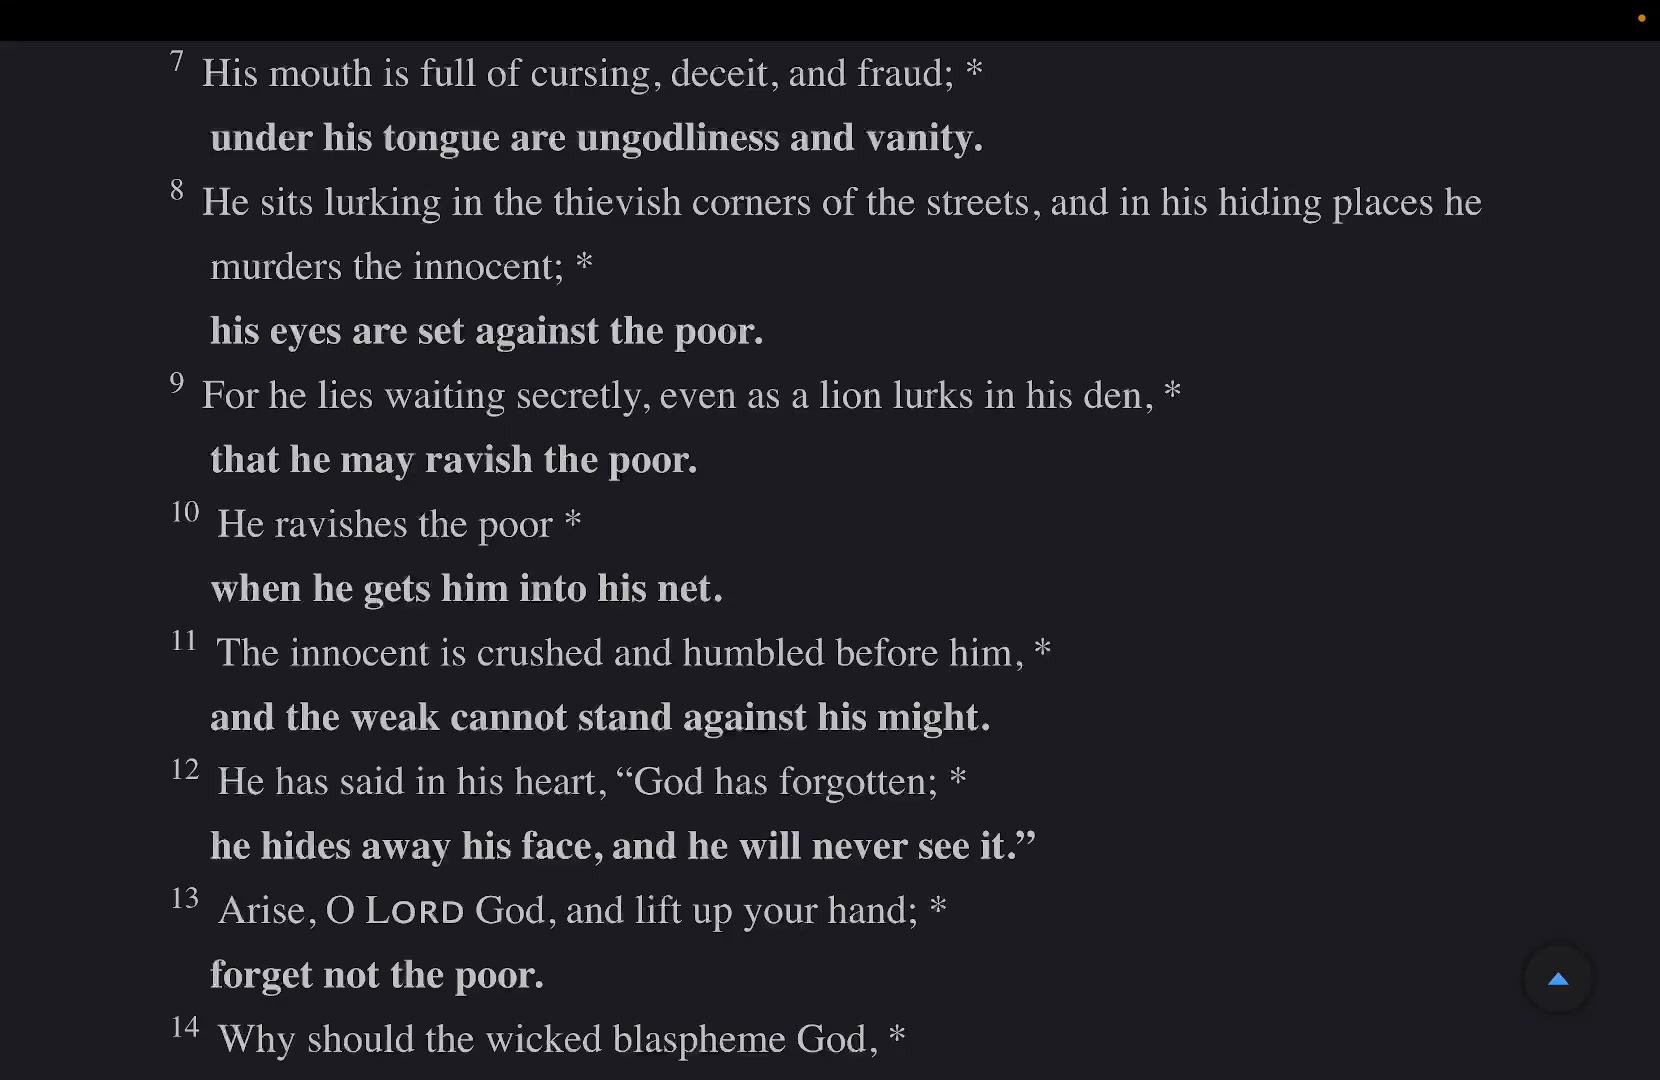 7 His mouth is full of cursing, deceit, and fraud; *
under his tongue are ungodliness and vanity.
8 He sits lurking in the thievish corners of the streets, and in his hiding places he
murders the innocent; *
his eyes are set against the poor.
9 For he lies waiting secretly, even as a lion lurks in his den, *
that he may ravish the poor.
10 He ravishes the poor *
when he gets him into his net.
11 The innocent is crushed and humbled before him, *
and the weak cannot stand against his might.
12 He has said in his heart, “God has forgotten; *
he hides away his face, and he will never see it.”
13 Arise, O LORD God, and lift up your hand; *
forget not the poor.
14 Why should the wicked blaspheme God, *